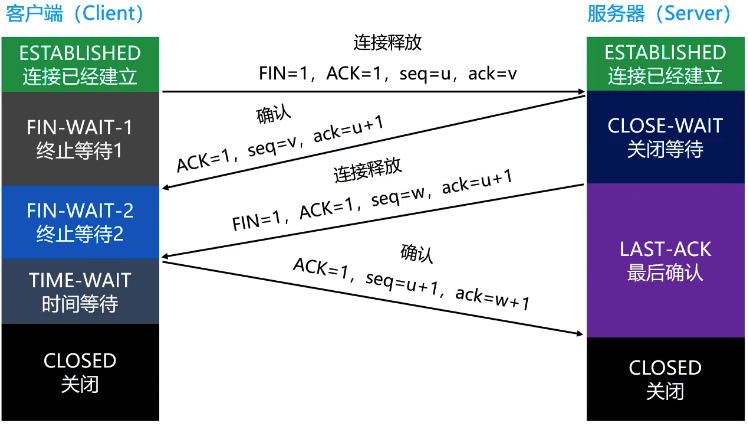 客户端（Client）
服务器（Server）
ESTABLISHED
连接已经建立
连接释放
FIN=1，ACK=1，seq=u，ack=v
ESTABLISHED
连接已经建立
FIN-WAIT-1
终止等待1
确认
ACK=1，seq=v，ack=u+1
CLOSE-WAIT
关闭等待
连接释放
FIN=1，ACK=1，seq=w，ack=u+1
FIN-WAIT-2
终止等待2
LAST-ACK
最后确认
确认
ACK=1，seq=u+1，ack=w+1
TIME-WAIT
时间等待
CLOSED
关闭
CLOSED
关闭